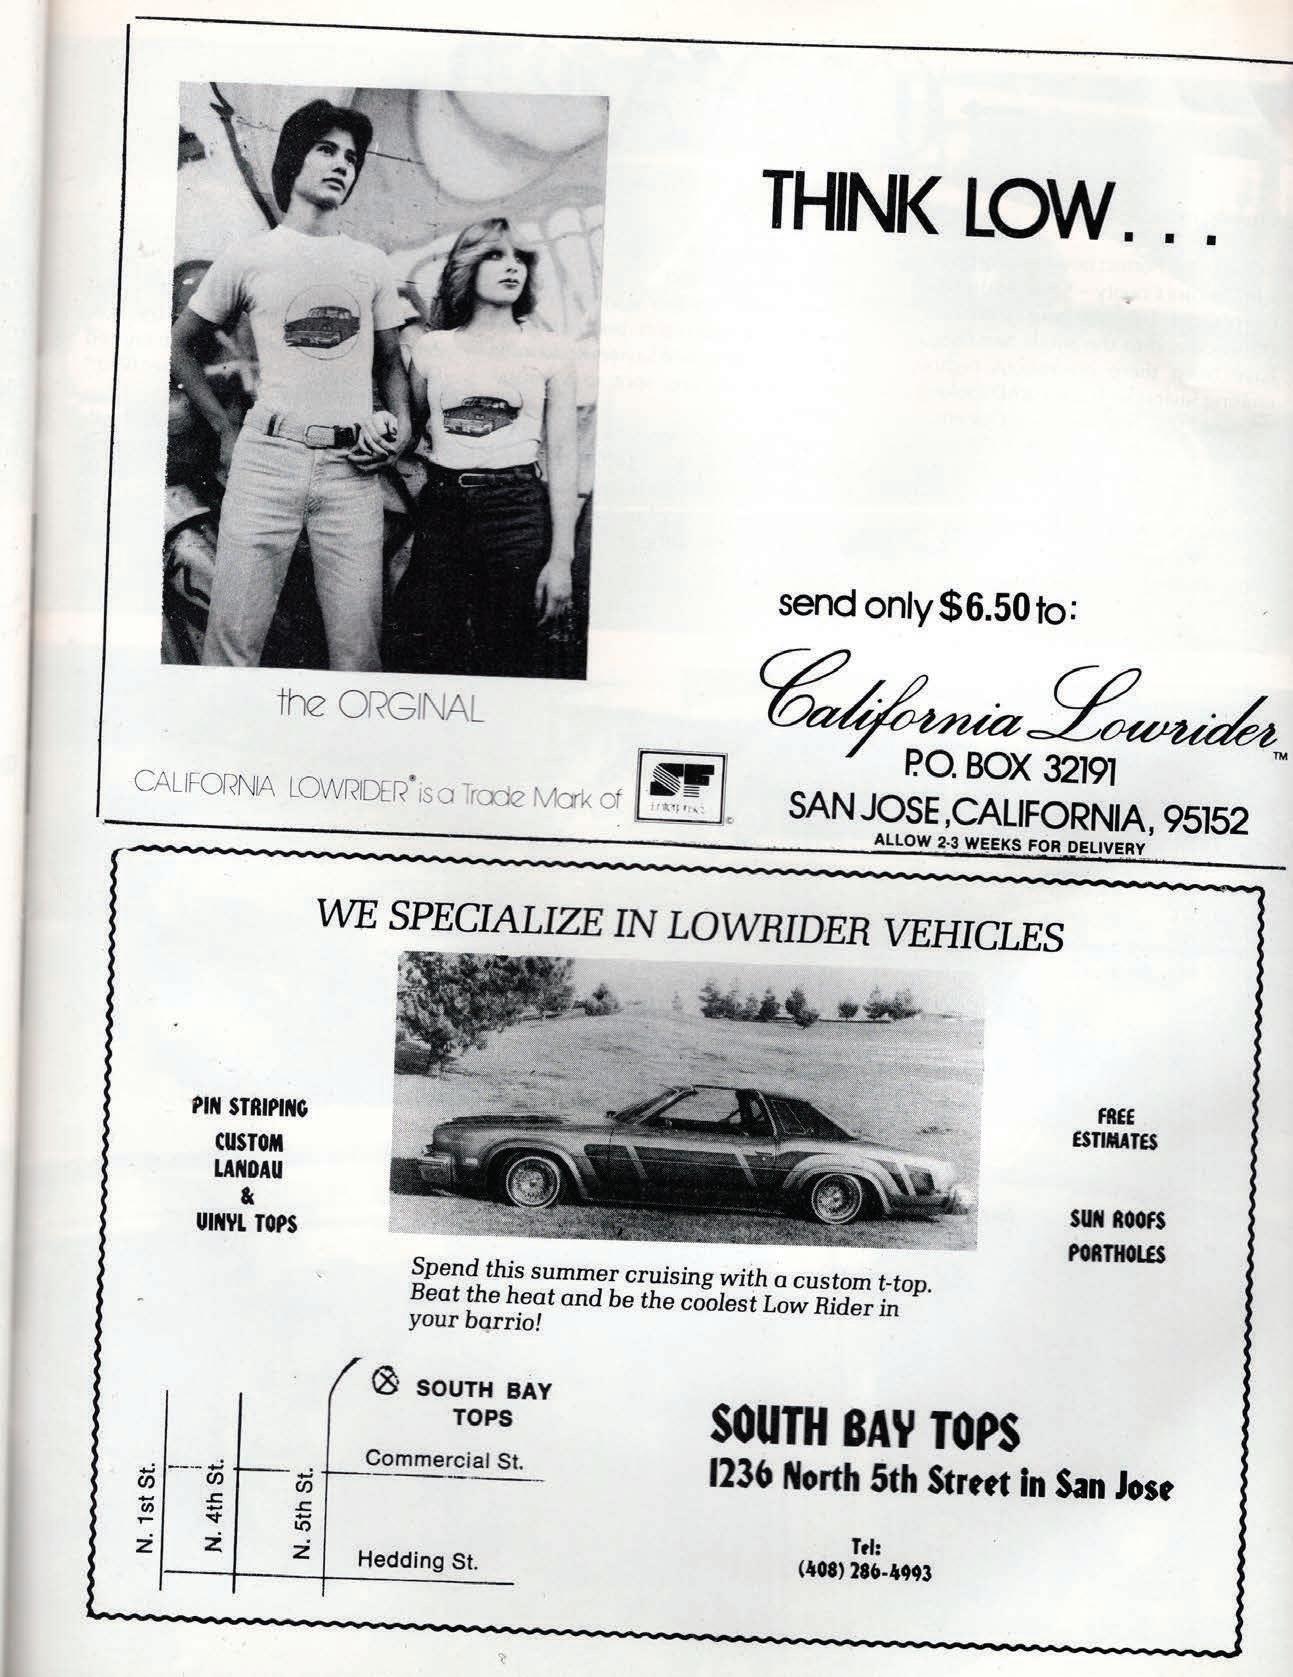 THINK LOW...
send only $6.50 to:
California Lowrider™
P.O. BOX 32191
SAN JOSE, CALIFORNIA, 95152
ALLOW 2-3 WEEKS FOR DELIVERY
the ORGINAL
CALIFORNIA LOWRIDER® is a Trade Mark of
SF
©
WE SPECIALIZE IN LOWRIDER VEHICLES
PIN STRIPING
CUSTOM
LANDAU
&
VINYL TOPS
FREE
ESTIMATES
SUN ROOFS
PORTHOLES
Spend this summer cruising with a custom t-top.
Beat the heat and be the coolest Low Rider in
your barrio!
SOUTH BAY
TOPS
Commercial St.
N. 1st St.
N. 4th St.
N. 5th St.
Hedding St.
SOUTH BAY TOPS
1236 North 5th Street in San Jose
Tel:
(408) 286-4993